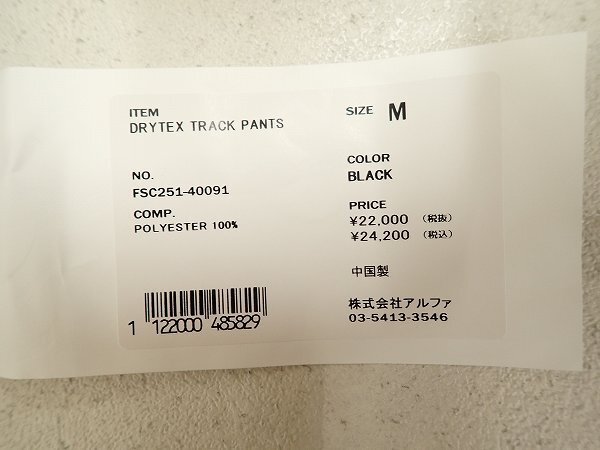 ITEM
DRYTEX TRACK PANTS
SIZE M
NO.
FSC251-40091
COLOR
BLACK
COMP.
POLYESTER 100%
PRICE
¥22,000 (税抜)
¥24,200 (税込)
中国製
株式会社アルファ
03-5413-3546
1 122000 485829